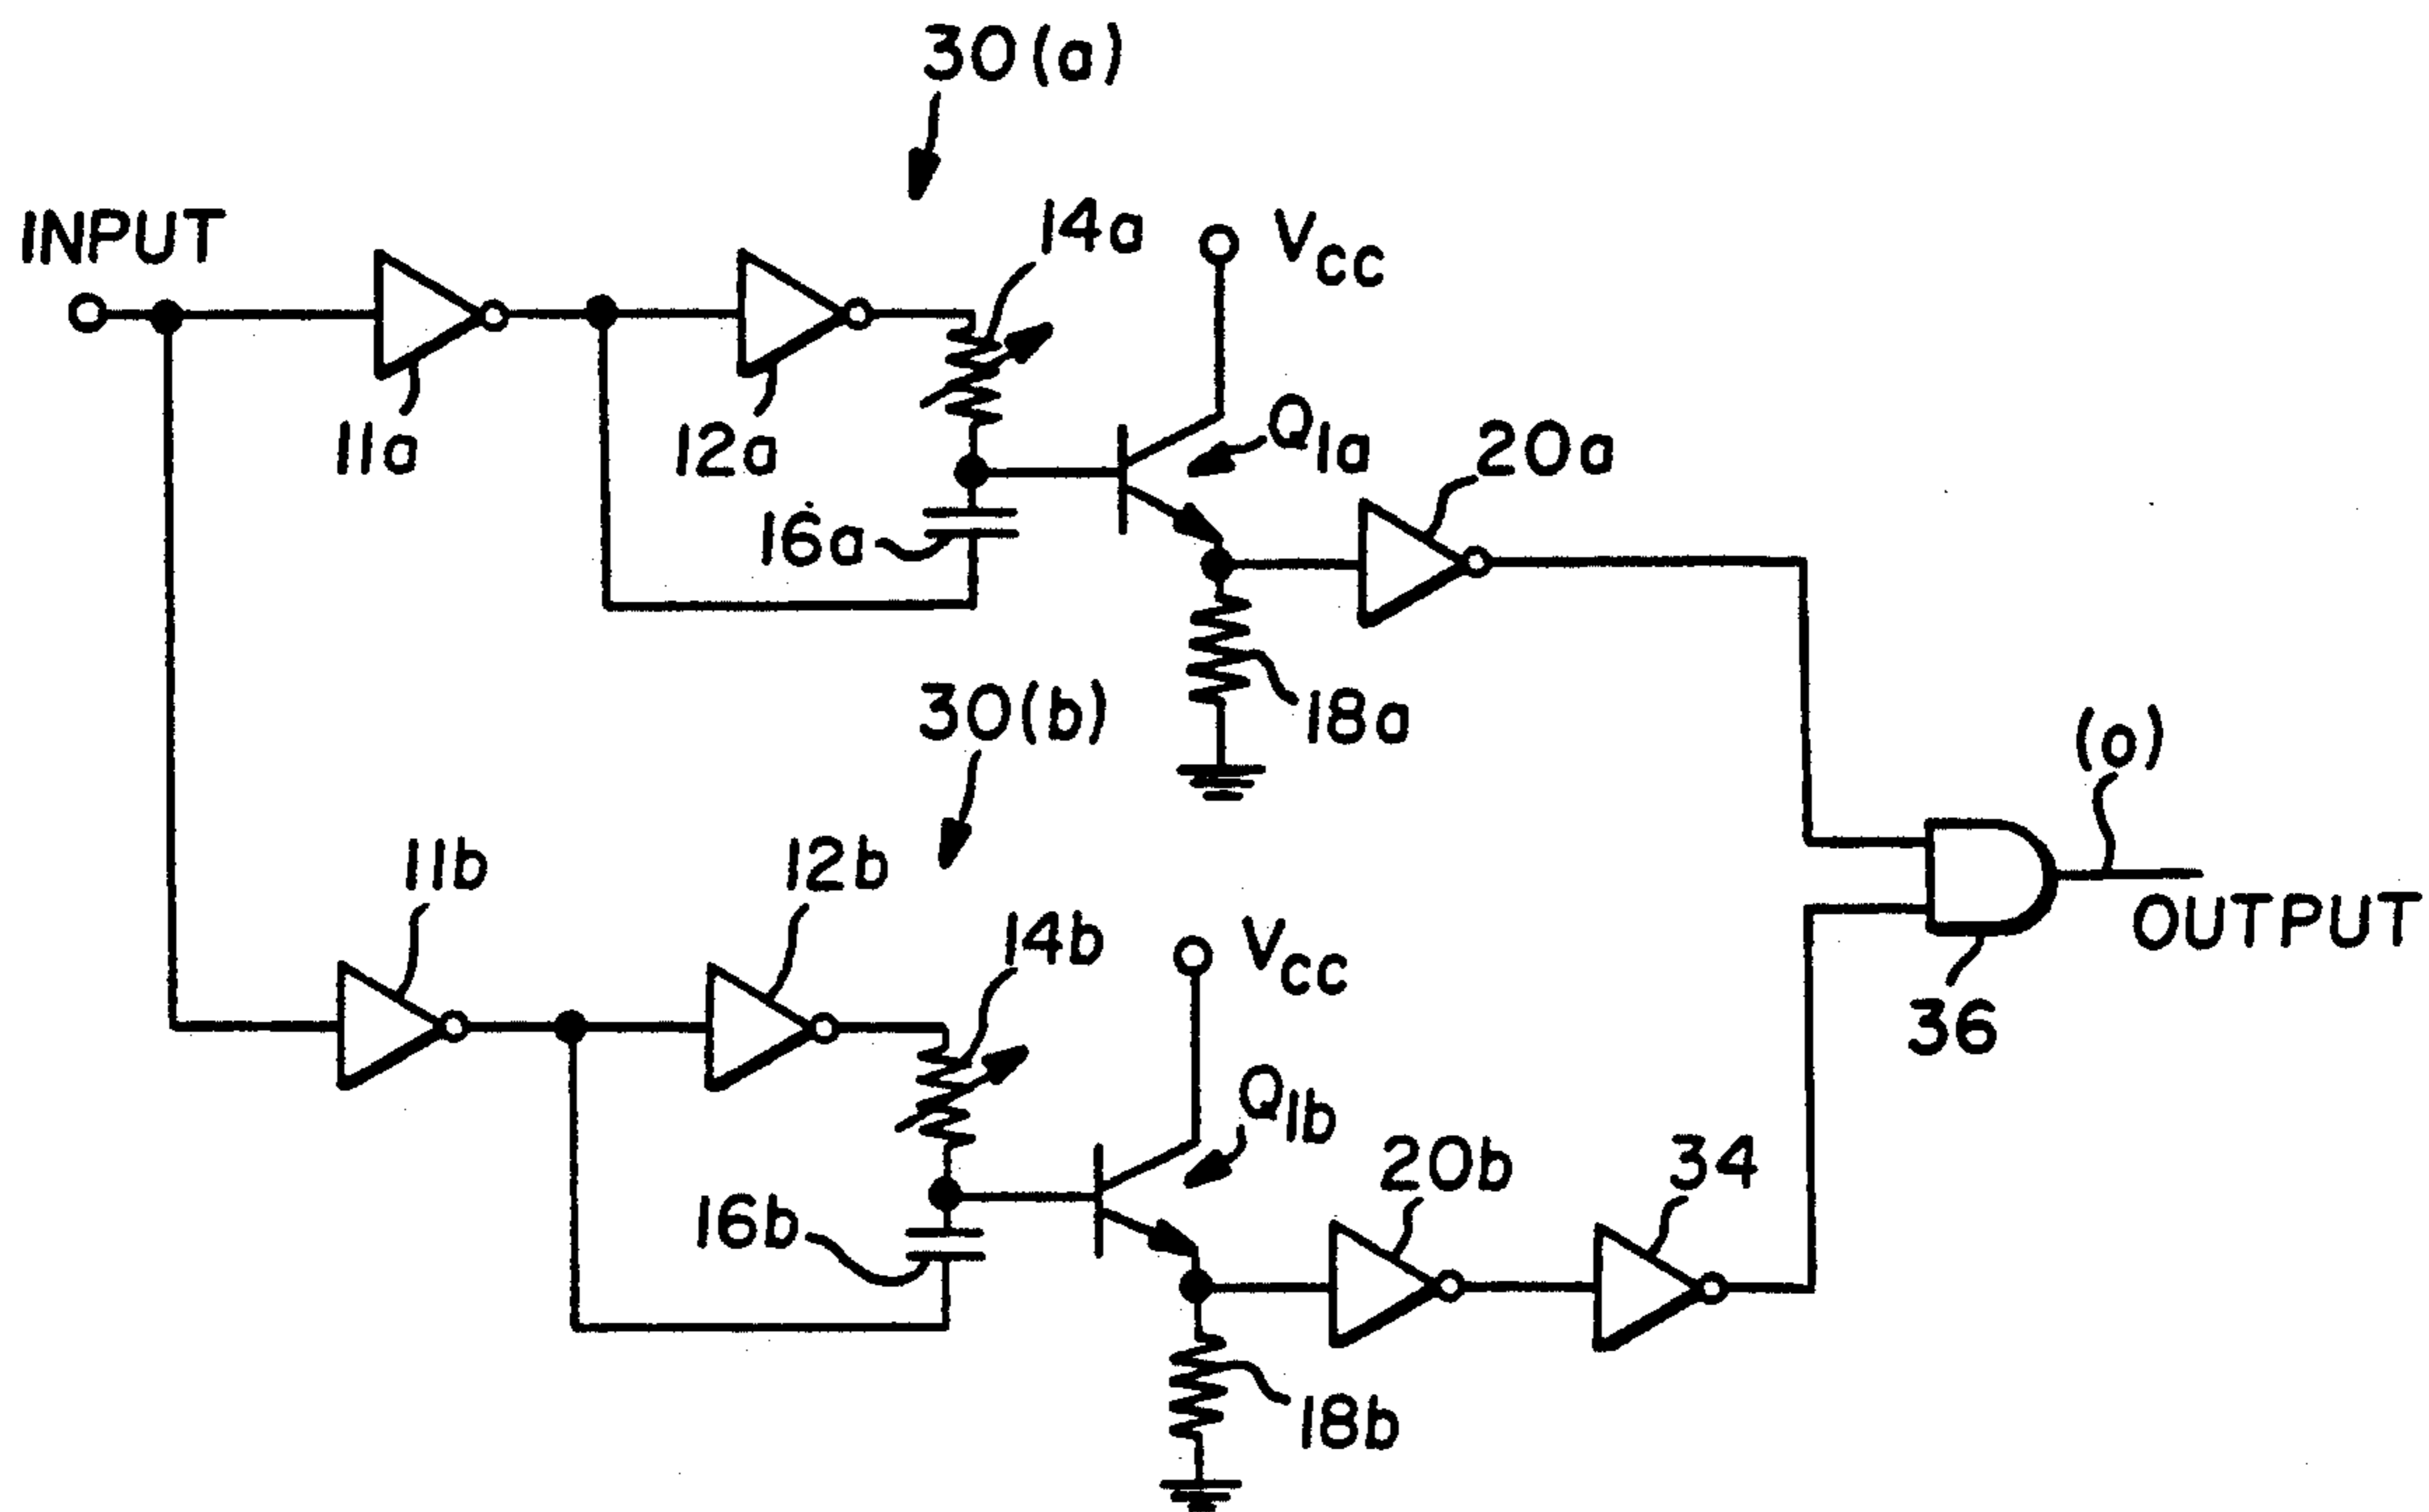 30(a)
INPUT
14a
VCC
11a
12a
Q1a
20a
16a
18a
30(b)
(o)
11b
12b
14b
VCC
OUTPUT
36
Q1b
20b
34
16b
18b